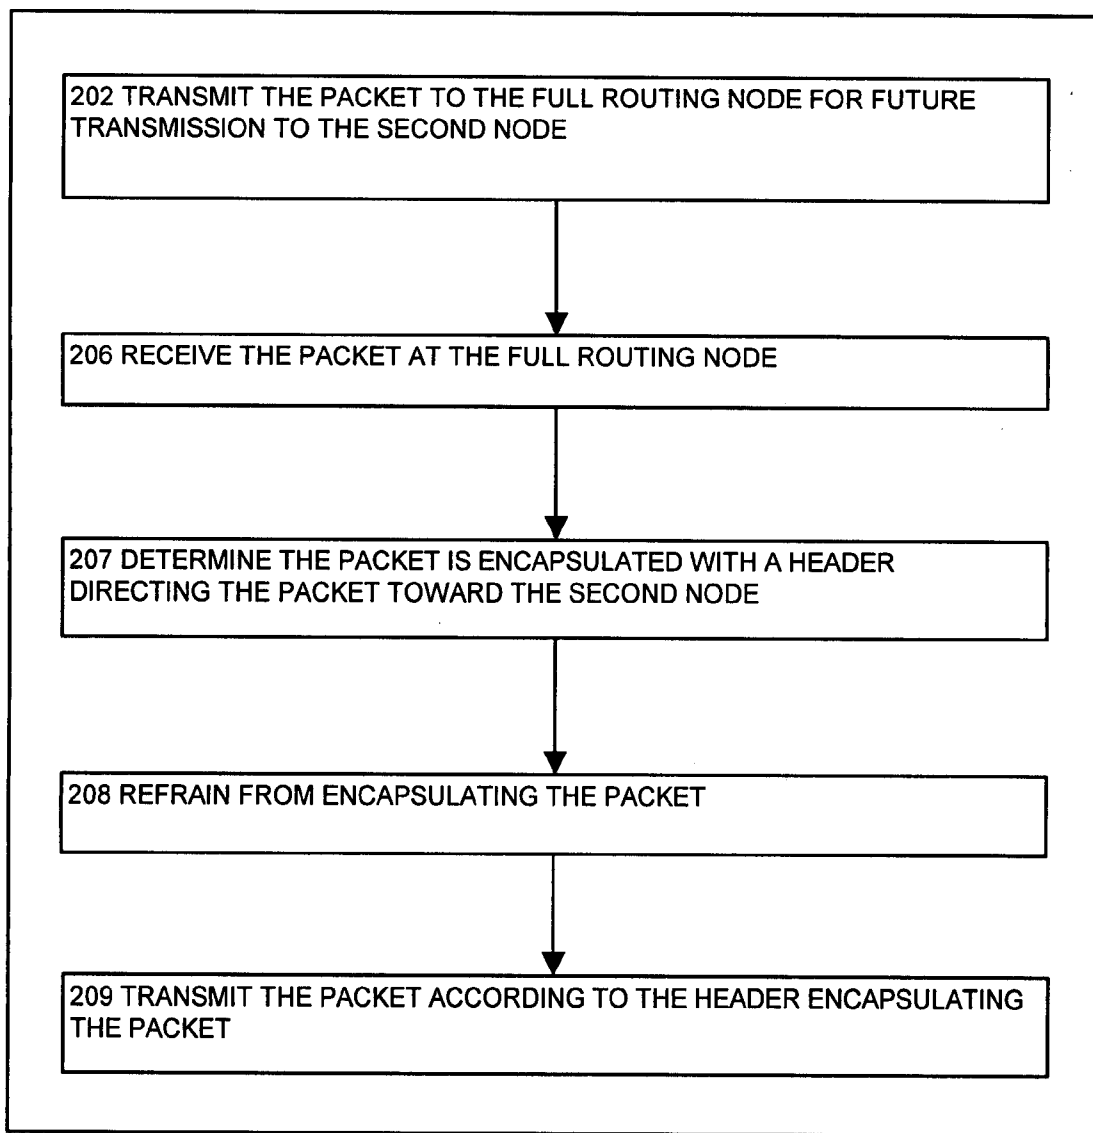 202 TRANSMIT THE PACKET TO THE FULL ROUTING NODE FOR FUTURE
TRANSMISSION TO THE SECOND NODE
206 RECEIVE THE PACKET AT THE FULL ROUTING NODE
207 DETERMINE THE PACKET IS ENCAPSULATED WITH A HEADER
DIRECTING THE PACKET TOWARD THE SECOND NODE
208 REFRAIN FROM ENCAPSULATING THE PACKET
209 TRANSMIT THE PACKET ACCORDING TO THE HEADER ENCAPSULATING
THE PACKET